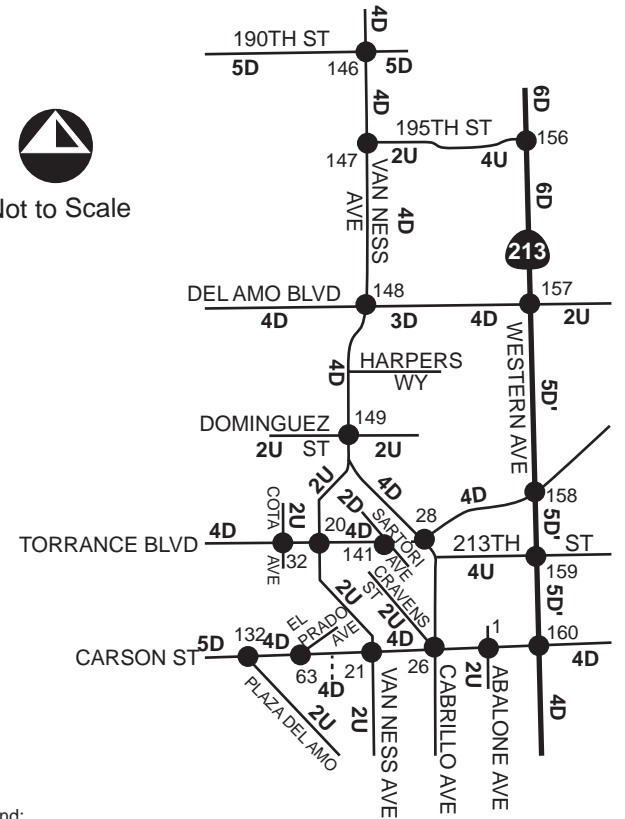 4D
190TH ST
5D
146
5D
4D
6D
195TH ST
156
147
2U
4U
VAN NESS
AVE
4D
6D
213
Not to Scale
DEL AMO BLVD
148
157
4D
3D
4D
2U
WESTERN AVE
HARPERS
WY
4D
5D'
DOMINGUEZ
ST
149
2U
2U
2U
4D
4D
158
COTA
AVE
2U
2D
SARTORI
AVE
28
5D'
TORRANCE BLVD
4D
32
20
4D
141
213TH
ST
4U
159
CRAVENS
ST
2U
2U
5D'
EL
PRADO
AVE
CARSON ST
5D
132
4D
63
4D
21
4D
26
1
2U
160
4D
PLAZA DEL AMO
2U
2U
VAN NESS AVE
CABRILLO AVE
ABALONE AVE
4D